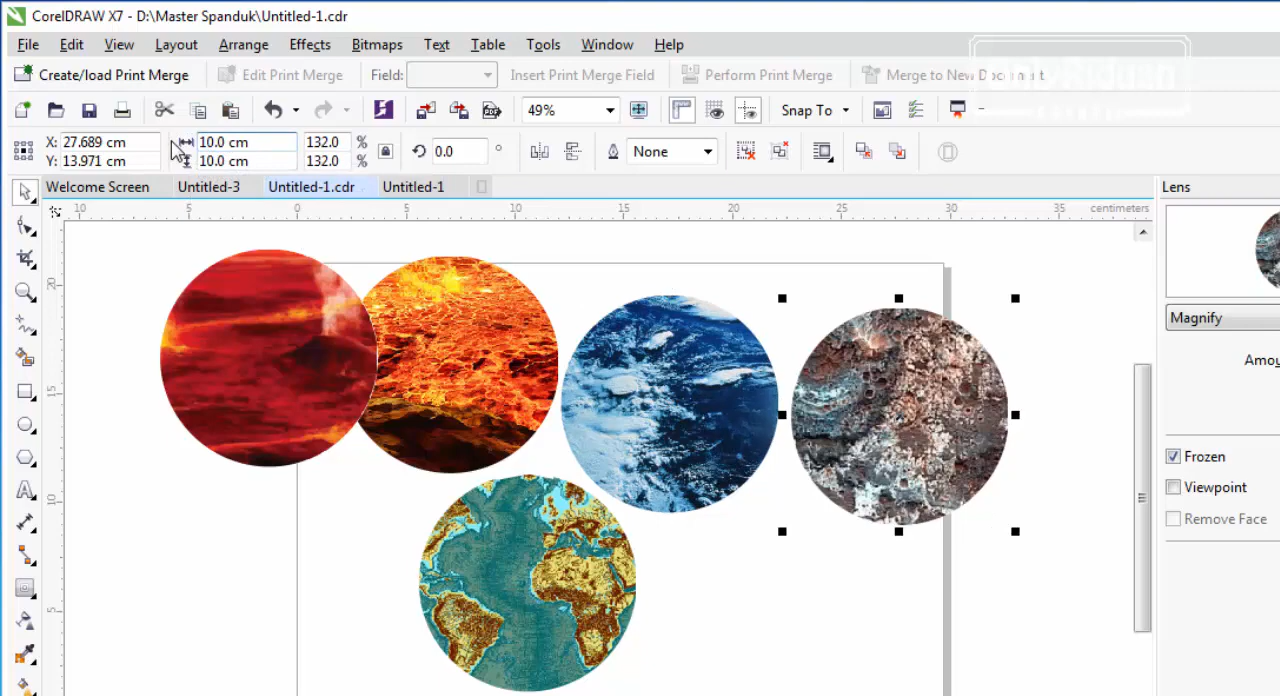 CorelDRAW X7 - D:\Master Spanduk\Untitled-1.cdr
File Edit View Layout Arrange Effects Bitmaps Text Table Tools Window Help
Create/load Print Merge Edit Print Merge Field: Insert Print Merge Field Perform Print Merge Merge to New Document
49% Snap To
X: 27.689 cm 10.0 cm 132.0 % 0.0 ° None
Y: 13.971 cm 10.0 cm 132.0 %
Welcome Screen Untitled-3 Untitled-1.cdr Untitled-1 Lens
10 5 0 5 10 15 20 25 30 35 centimeters
20
Magnify
15
Frozen
Viewpoint
10
Remove Face
5